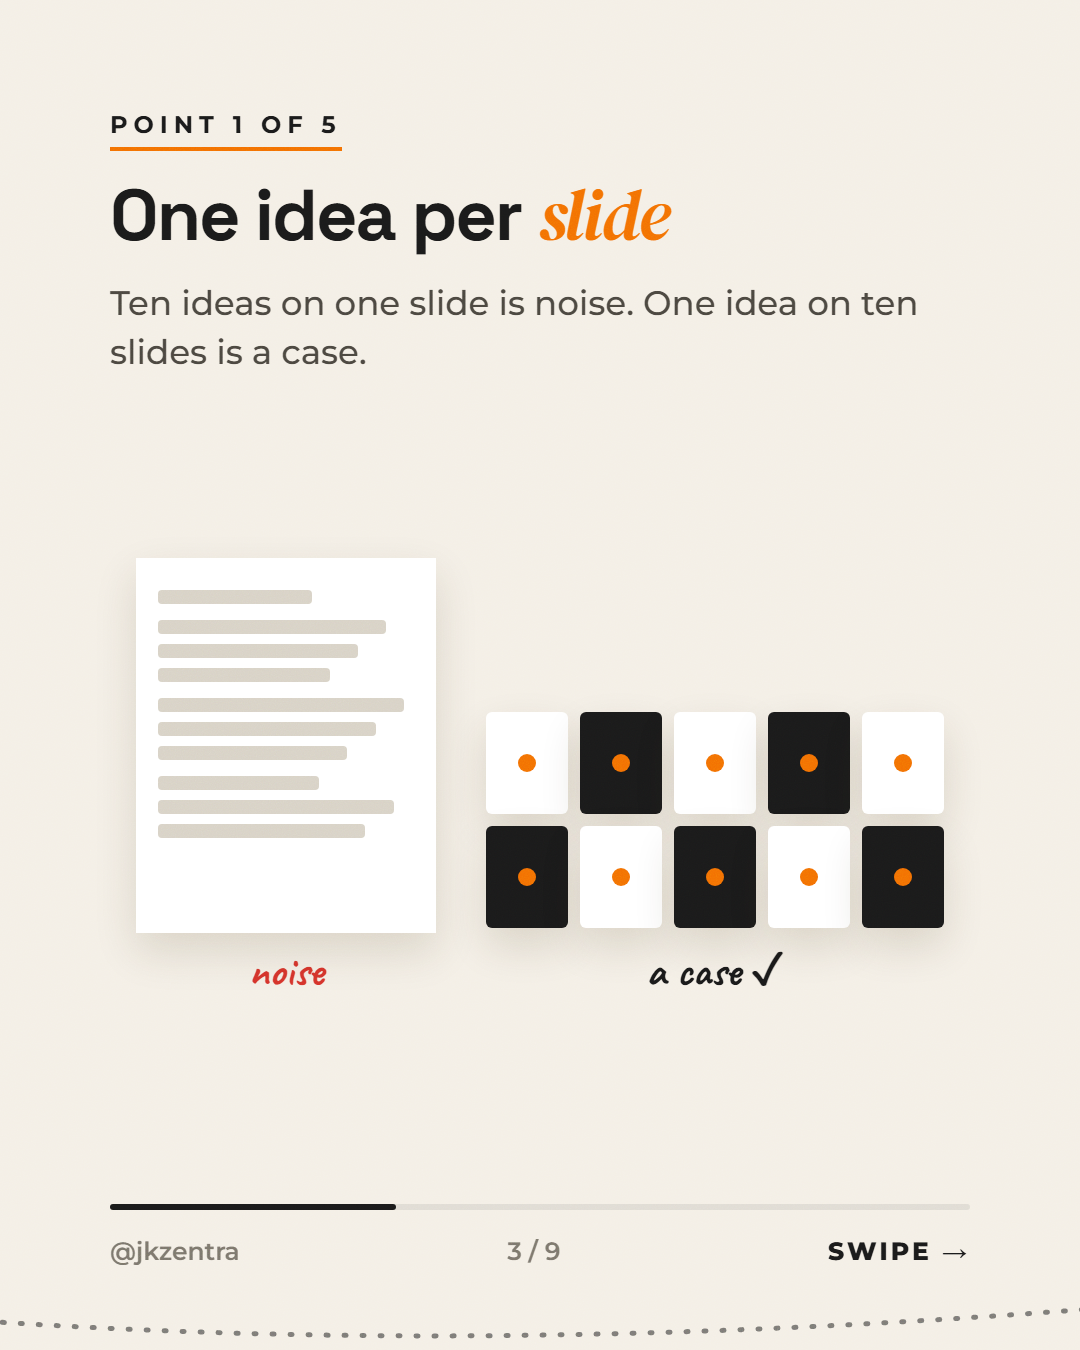 POINT 1 OF 5
One idea per slide
Ten ideas on one slide is noise. One idea on ten
slides is a case.
noise
a case ✓
@jkzentra
3 / 9
SWIPE →